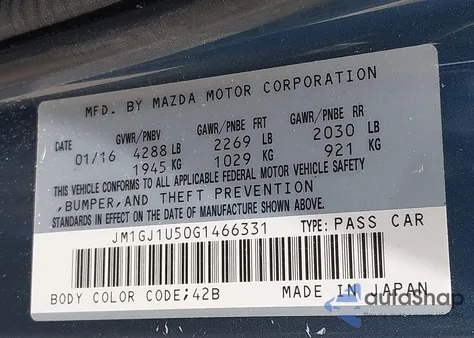 MFD. BY MAZDA MOTOR CORPORATION
DATE GVWR/PNBV GAWR/PNBE FRT GAWR/PNBE RR
01/16 4288 LB 2269 LB 2030 LB
1945 KG 1029 KG 921 KG
THIS VEHICLE CONFORMS TO ALL APPLICABLE FEDERAL MOTOR VEHICLE SAFETY
,BUMPER,AND THEFT PREVENTION
STANDARDS IN EFFECT ON THE DATE OF MANUFACTURE SHOWN ABOVE.
JM1GJ1U50G1466331 TYPE: PASS CAR
BODY COLOR CODE;42B MADE IN JAPAN
autoShap